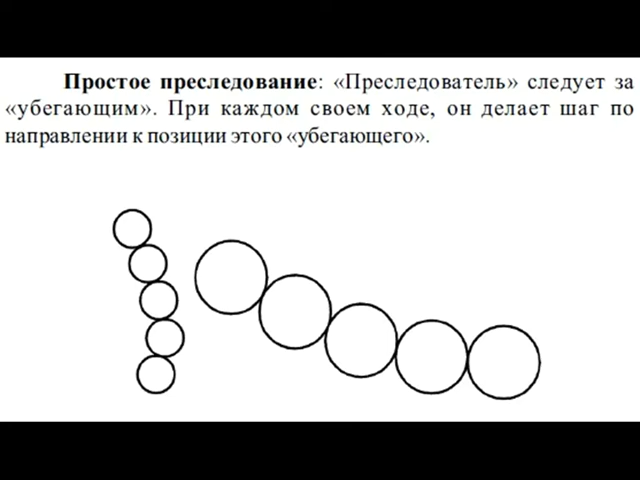 Простое преследование: «Преследователь» следует за
«убегающим». При каждом своем ходе, он делает шаг по
направлении к позиции этого «убегающего».